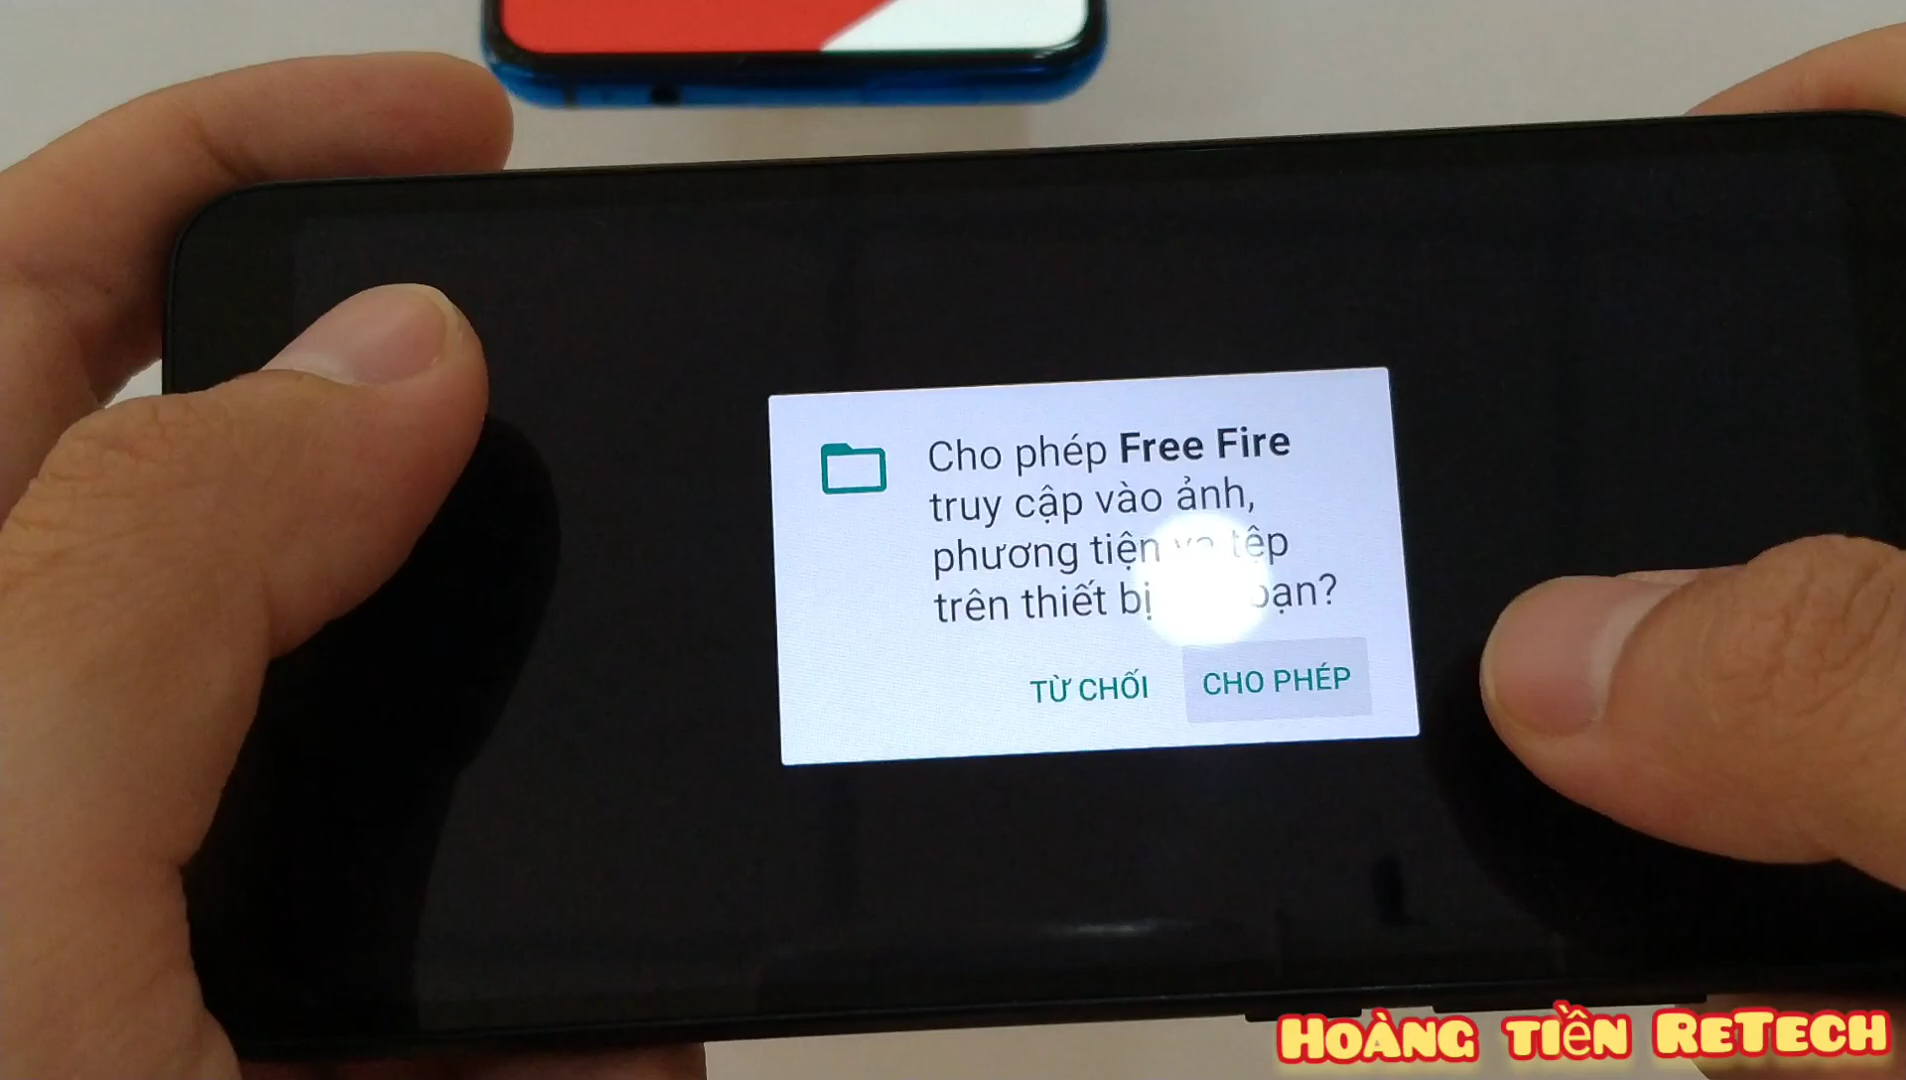 Cho phép Free Fire
truy cập vào ảnh,
phương tiện và tệp
trên thiết bị bạn?
TỪ CHỐI
CHO PHÉP
HOÀNG TIỀN RETECH